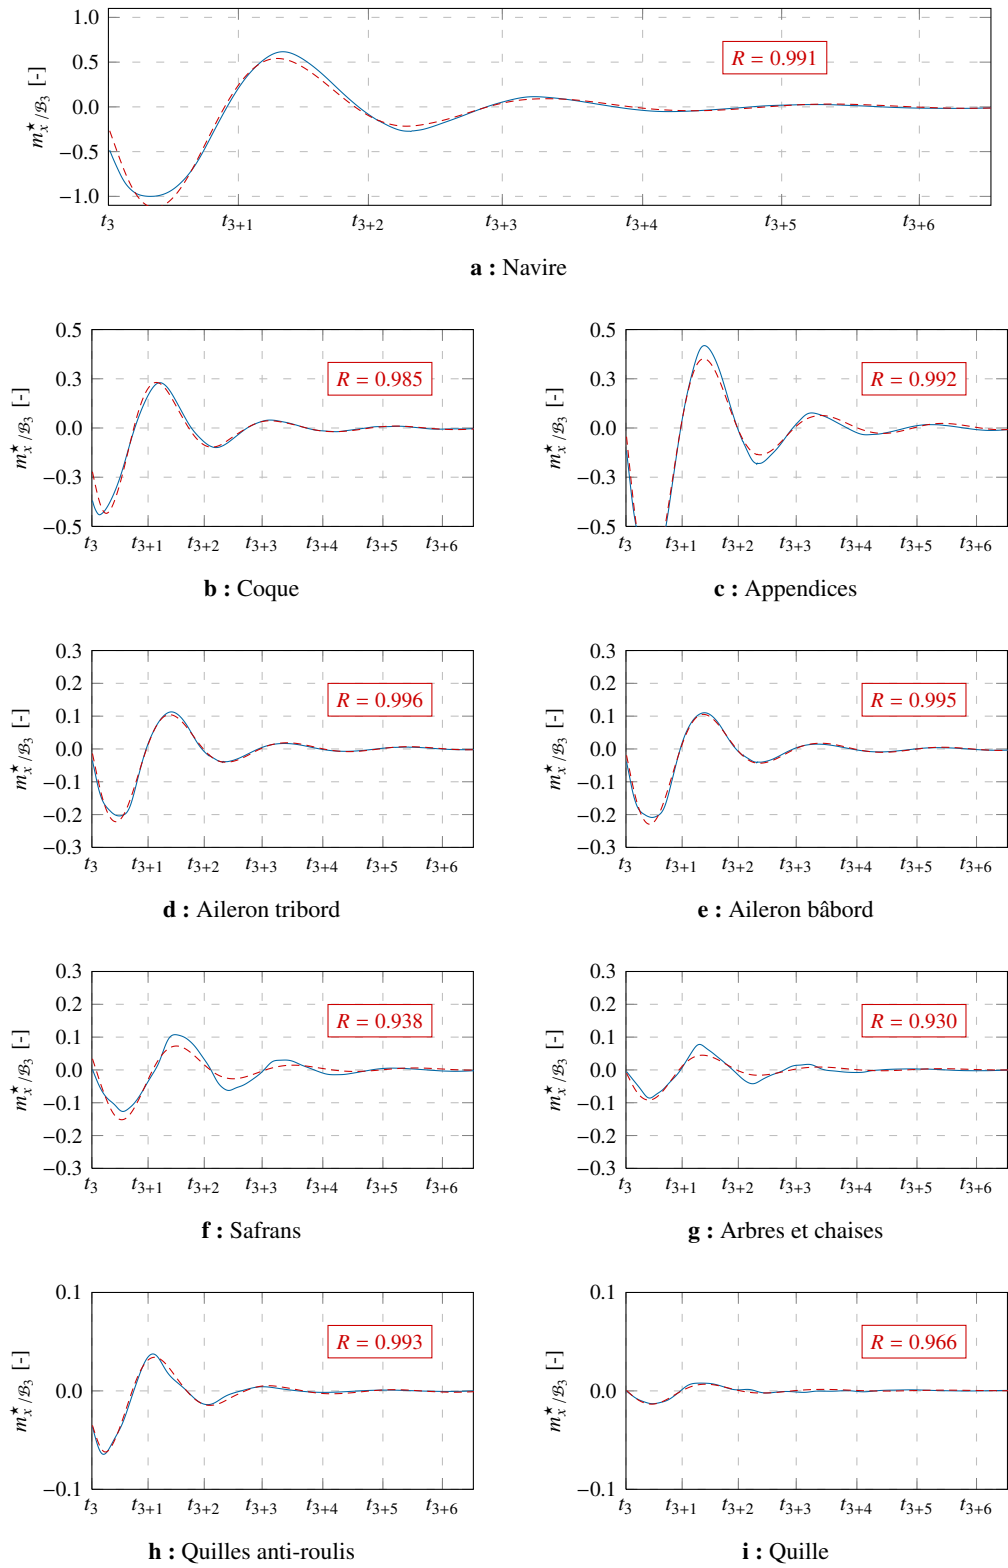 1.0
0.5
0.0
−0.5
−1.0
m★x/B3 [-]
R = 0.991
t3 t3+1 t3+2 t3+3 t3+4 t3+5 t3+6
a : Navire
0.5
0.3
0.0
−0.3
−0.5
m★x/B3 [-]
R = 0.985
t3 t3+1 t3+2 t3+3 t3+4 t3+5 t3+6
b : Coque
0.5
0.3
0.0
−0.3
−0.5
m★x/B3 [-]
R = 0.992
t3 t3+1 t3+2 t3+3 t3+4 t3+5 t3+6
c : Appendices
0.3
0.2
0.1
0.0
−0.1
−0.2
−0.3
m★x/B3 [-]
R = 0.996
t3 t3+1 t3+2 t3+3 t3+4 t3+5 t3+6
d : Aileron tribord
0.3
0.2
0.1
0.0
−0.1
−0.2
−0.3
m★x/B3 [-]
R = 0.995
t3 t3+1 t3+2 t3+3 t3+4 t3+5 t3+6
e : Aileron bâbord
0.3
0.2
0.1
0.0
−0.1
−0.2
−0.3
m★x/B3 [-]
R = 0.938
t3 t3+1 t3+2 t3+3 t3+4 t3+5 t3+6
f : Safrans
0.3
0.2
0.1
0.0
−0.1
−0.2
−0.3
m★x/B3 [-]
R = 0.930
t3 t3+1 t3+2 t3+3 t3+4 t3+5 t3+6
g : Arbres et chaises
0.1
0.0
−0.1
m★x/B3 [-]
R = 0.993
t3 t3+1 t3+2 t3+3 t3+4 t3+5 t3+6
h : Quilles anti-roulis
0.1
0.0
−0.1
m★x/B3 [-]
R = 0.966
t3 t3+1 t3+2 t3+3 t3+4 t3+5 t3+6
i : Quille